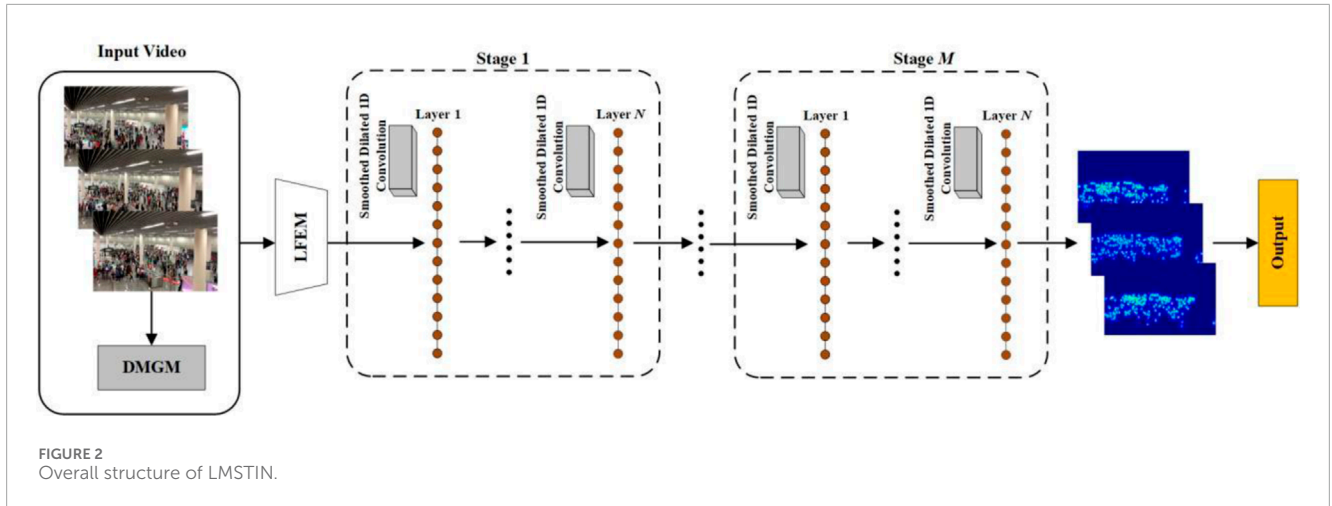 Input Video
DMGM
LFEM
Stage 1
Smoothed Dilated 1D
Convolution
Layer 1
Smoothed Dilated 1D
Convolution
Layer N
Stage M
Smoothed Dilated 1D
Convolution
Layer 1
Smoothed Dilated 1D
Convolution
Layer N
Output
FIGURE 2
Overall structure of LMSTIN.